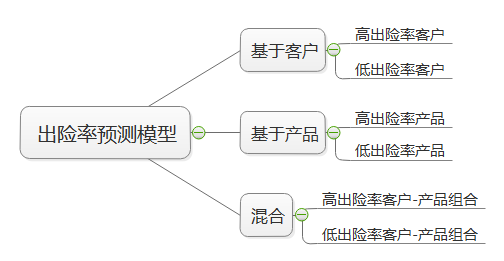 出险率预测模型
基于客户
高出险率客户
低出险率客户
基于产品
高出险率产品
低出险率产品
混合
高出险率客户-产品组合
低出险率客户-产品组合